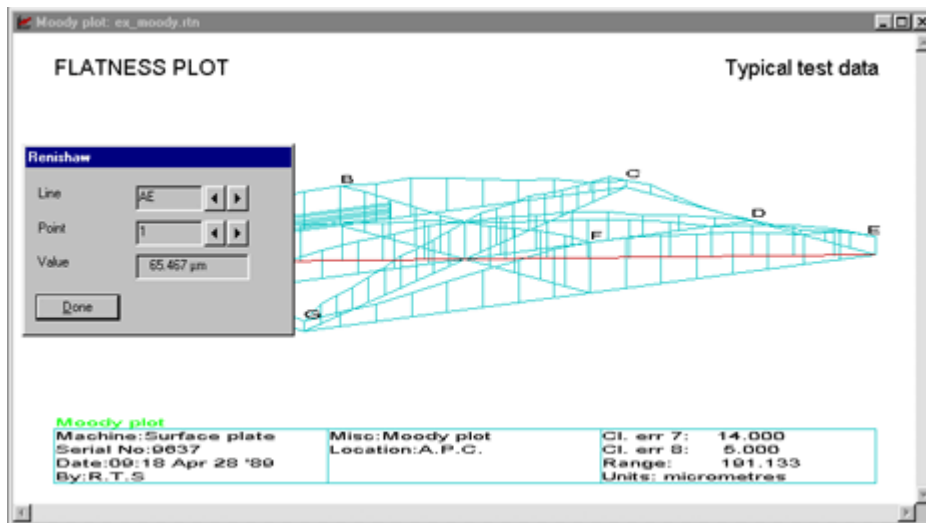 Moody plot: ex_moody.rtn
FLATNESS PLOT
Typical test data
Renishaw
Line AE
Point 1
Value 65.467 µm
Done
B
C
D
E
F
G
Moody plot
Machine:Surface plate
Serial No:9637
Date:09:18 Apr 28 '89
By:R.T.S
Misc:Moody plot
Location:A.P.C.
Cl. err 7: 14.000
Cl. err 8: 5.000
Range: 191.133
Units: micrometres